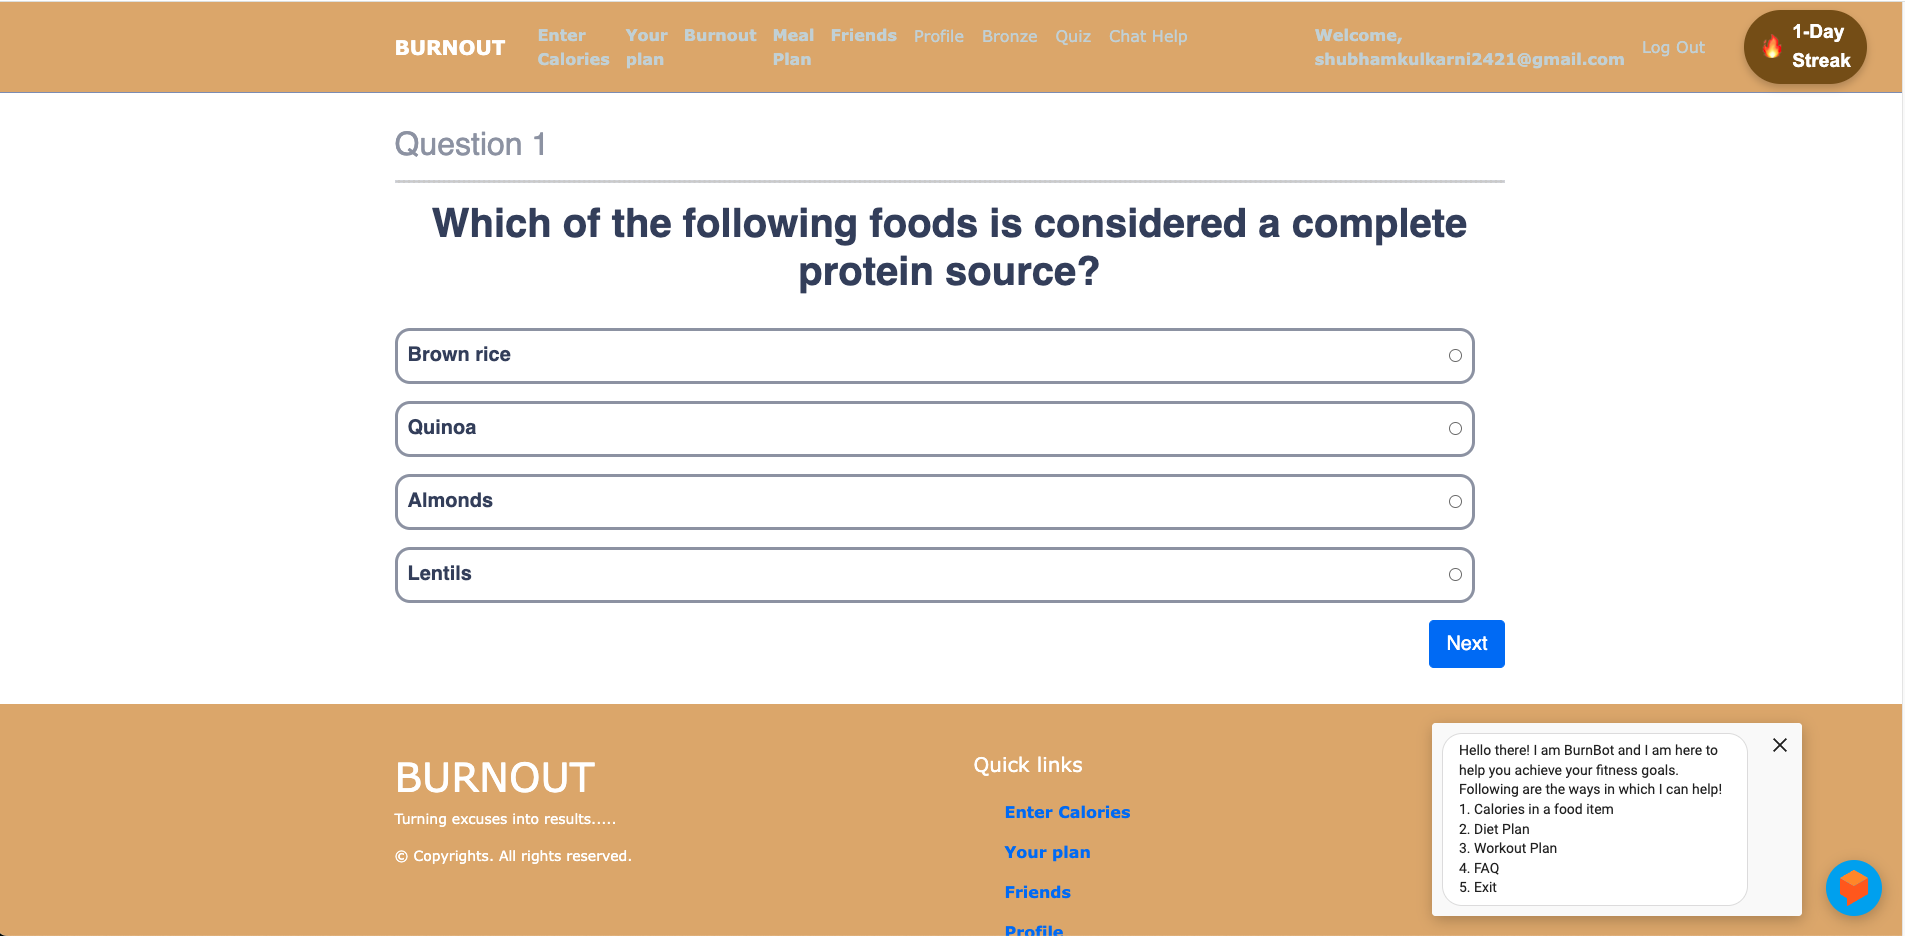 BURNOUT
Enter
Calories
Your
plan
Burnout
Meal
Plan
Friends
Profile
Bronze
Quiz
Chat Help
Welcome,
shubhamkulkarni2421@gmail.com
Log Out
1-Day
Streak
Question 1
Which of the following foods is considered a complete
protein source?
Brown rice
Quinoa
Almonds
Lentils
Next
BURNOUT
Turning excuses into results.....
© Copyrights. All rights reserved.
Quick links
Enter Calories
Your plan
Friends
Profile
Hello there! I am BurnBot and I am here to
help you achieve your fitness goals.
Following are the ways in which I can help!
1. Calories in a food item
2. Diet Plan
3. Workout Plan
4. FAQ
5. Exit